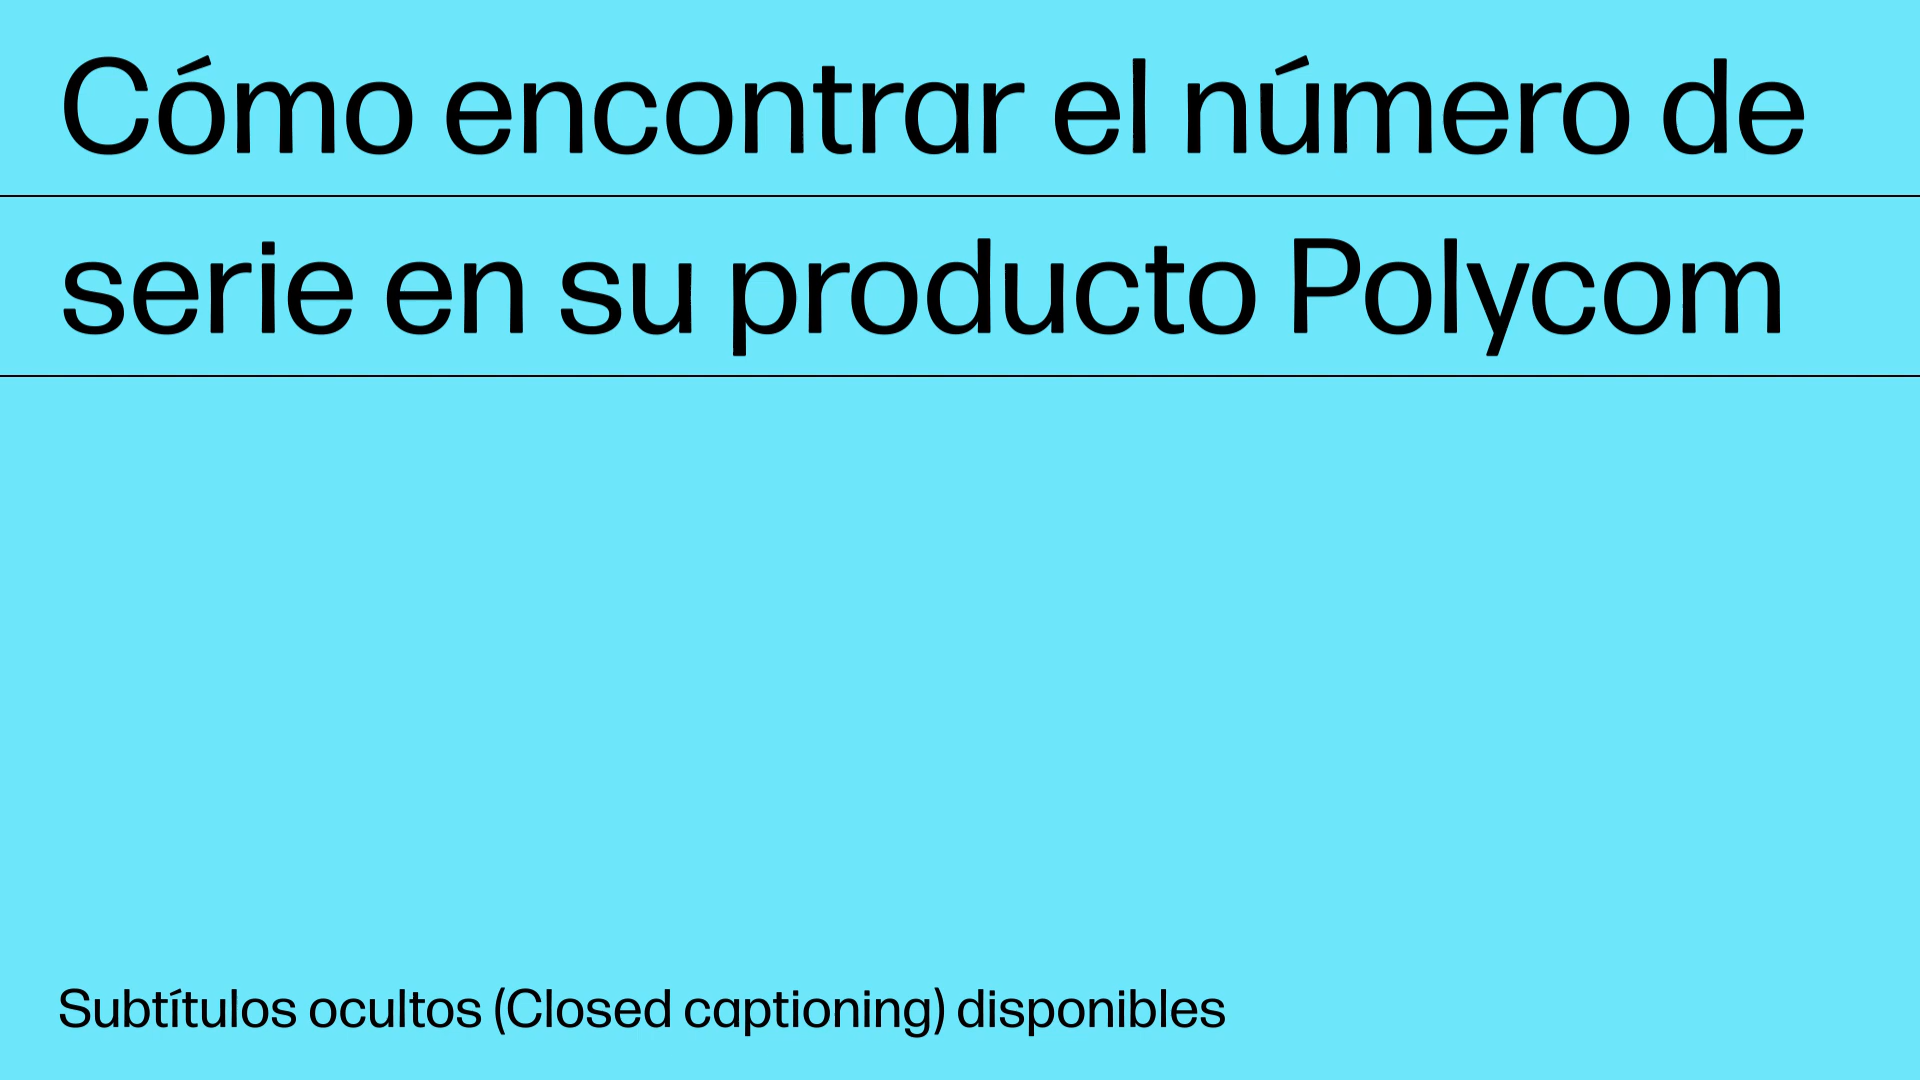 Cómo encontrar el número de
serie en su producto Polycom
Subtítulos ocultos (Closed captioning) disponibles